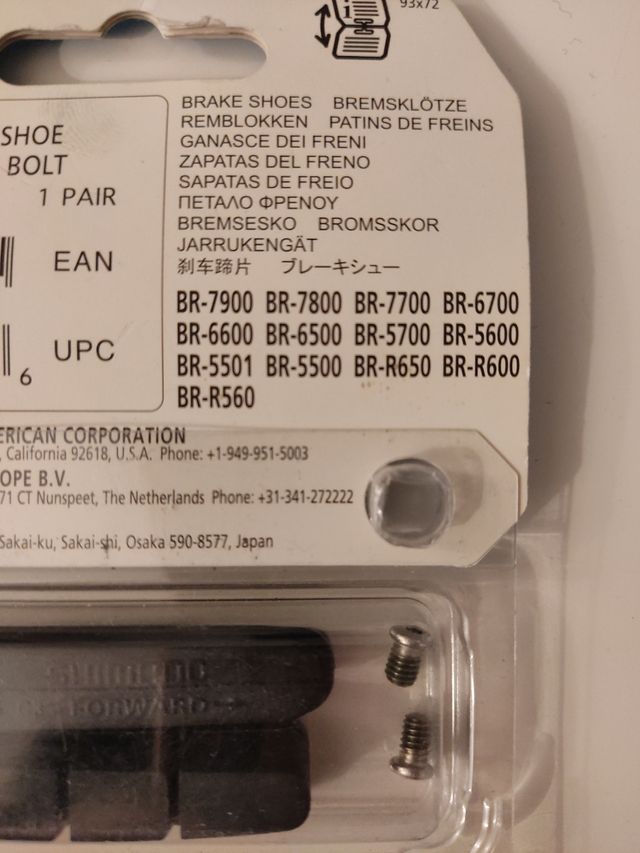 93x72
BRAKE SHOES BREMSKLÖTZE
REMBLOKKEN PATINS DE FREINS
GANASCE DEI FRENI
ZAPATAS DEL FRENO
SAPATAS DE FREIO
ΠΕΤΑΛΟ ΦΡΕΝΟΥ
BREMSESKO BROMSSKOR
JARRUKENGÄT
刹车蹄片 ブレーキシュー
SHOE
BOLT
1 PAIR
EAN
UPC
6
BR-7900 BR-7800 BR-7700 BR-6700
BR-6600 BR-6500 BR-5700 BR-5600
BR-5501 BR-5500 BR-R650 BR-R600
BR-R560
ERICAN CORPORATION
, California 92618, U.S.A. Phone: +1-949-951-5003
OPE B.V.
71 CT Nunspeet, The Netherlands Phone: +31-341-272222
Sakai-ku, Sakai-shi, Osaka 590-8577, Japan
SHIMANO
FORWARD→